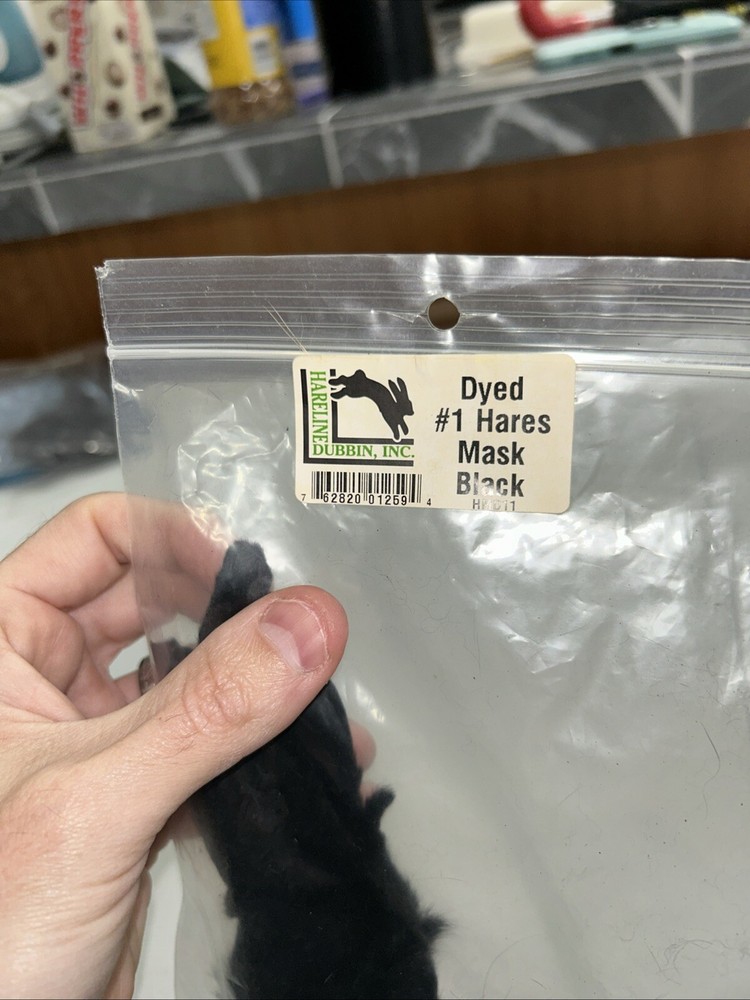 HARELINE
DUBBIN, INC.
Dyed
#1 Hares
Mask
Black
7 62820 01259 4